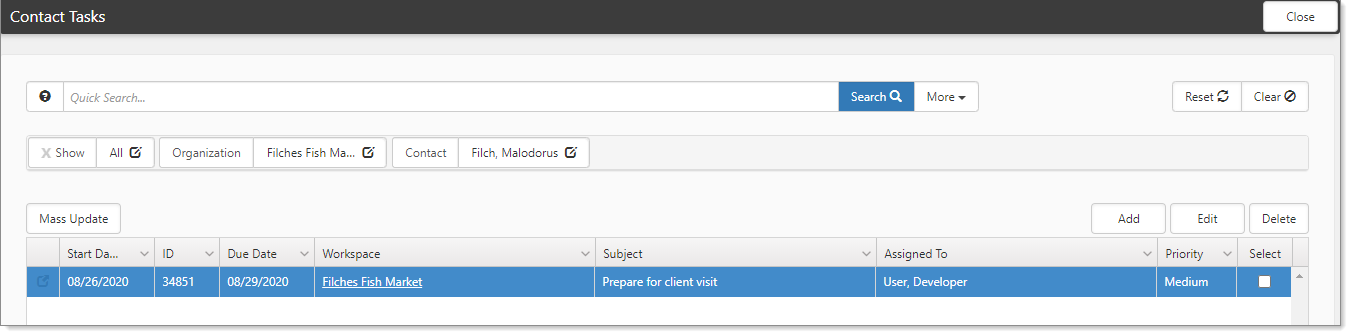 Contact Tasks Close
Quick Search... Search More Reset Clear
X Show All Organization Filches Fish Ma... Contact Filch, Malodorus
Mass Update Add Edit Delete
Start Da... ID Due Date Workspace Subject Assigned To Priority Select
08/26/2020 34851 08/29/2020 Filches Fish Market Prepare for client visit User, Developer Medium